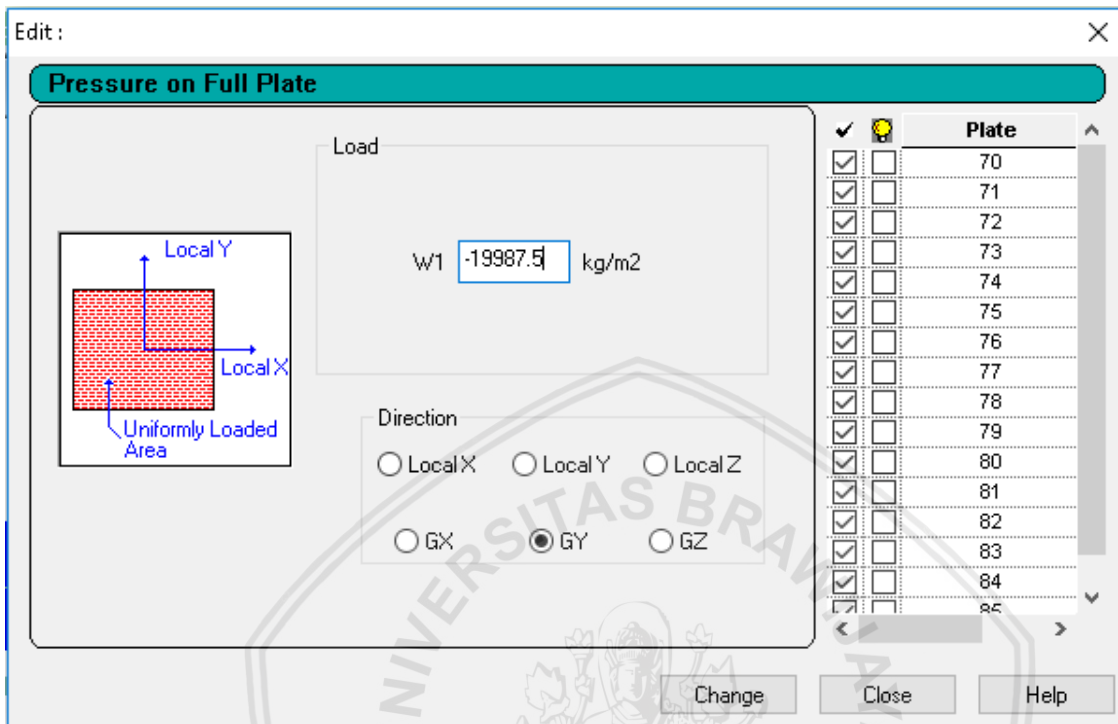 Edit :
Pressure on Full Plate
Load
W1 -19987.5 kg/m2
Local Y
Local X
Uniformly Loaded
Area
Direction
Local X Local Y Local Z
GX GY GZ
Plate
70
71
72
73
74
75
76
77
78
79
80
81
82
83
84
85
Change Close Help
UNIVERSITAS BRAWIJAYA